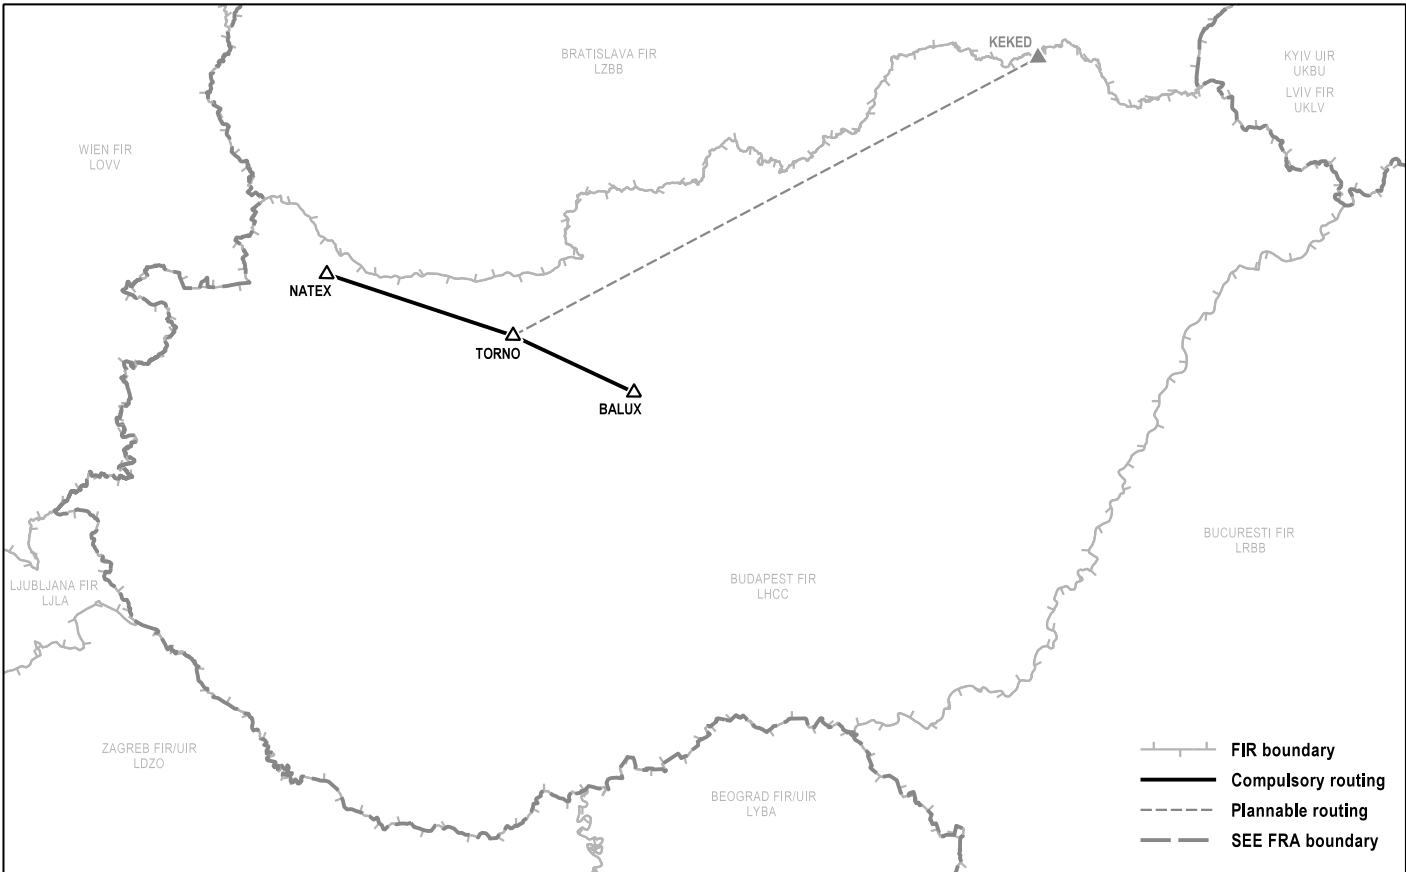 KEKED
BRATISLAVA FIR
LZBB
KYIV UIR
UKBU
LVIV FIR
UKLV
WIEN FIR
LOVV
NATEX
TORNO
BALUX
BUCURESTI FIR
LRBB
LJUBLJANA FIR
LJLA
BUDAPEST FIR
LHCC
ZAGREB FIR/UIR
LDZO
BEOGRAD FIR/UIR
LYBA
FIR boundary
Compulsory routing
Plannable routing
SEE FRA boundary